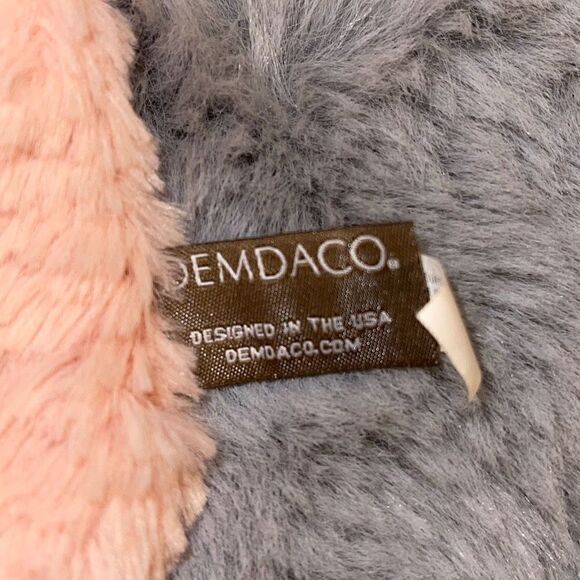 DEMDACO.
DESIGNED IN THE USA
DEMDACO.COM